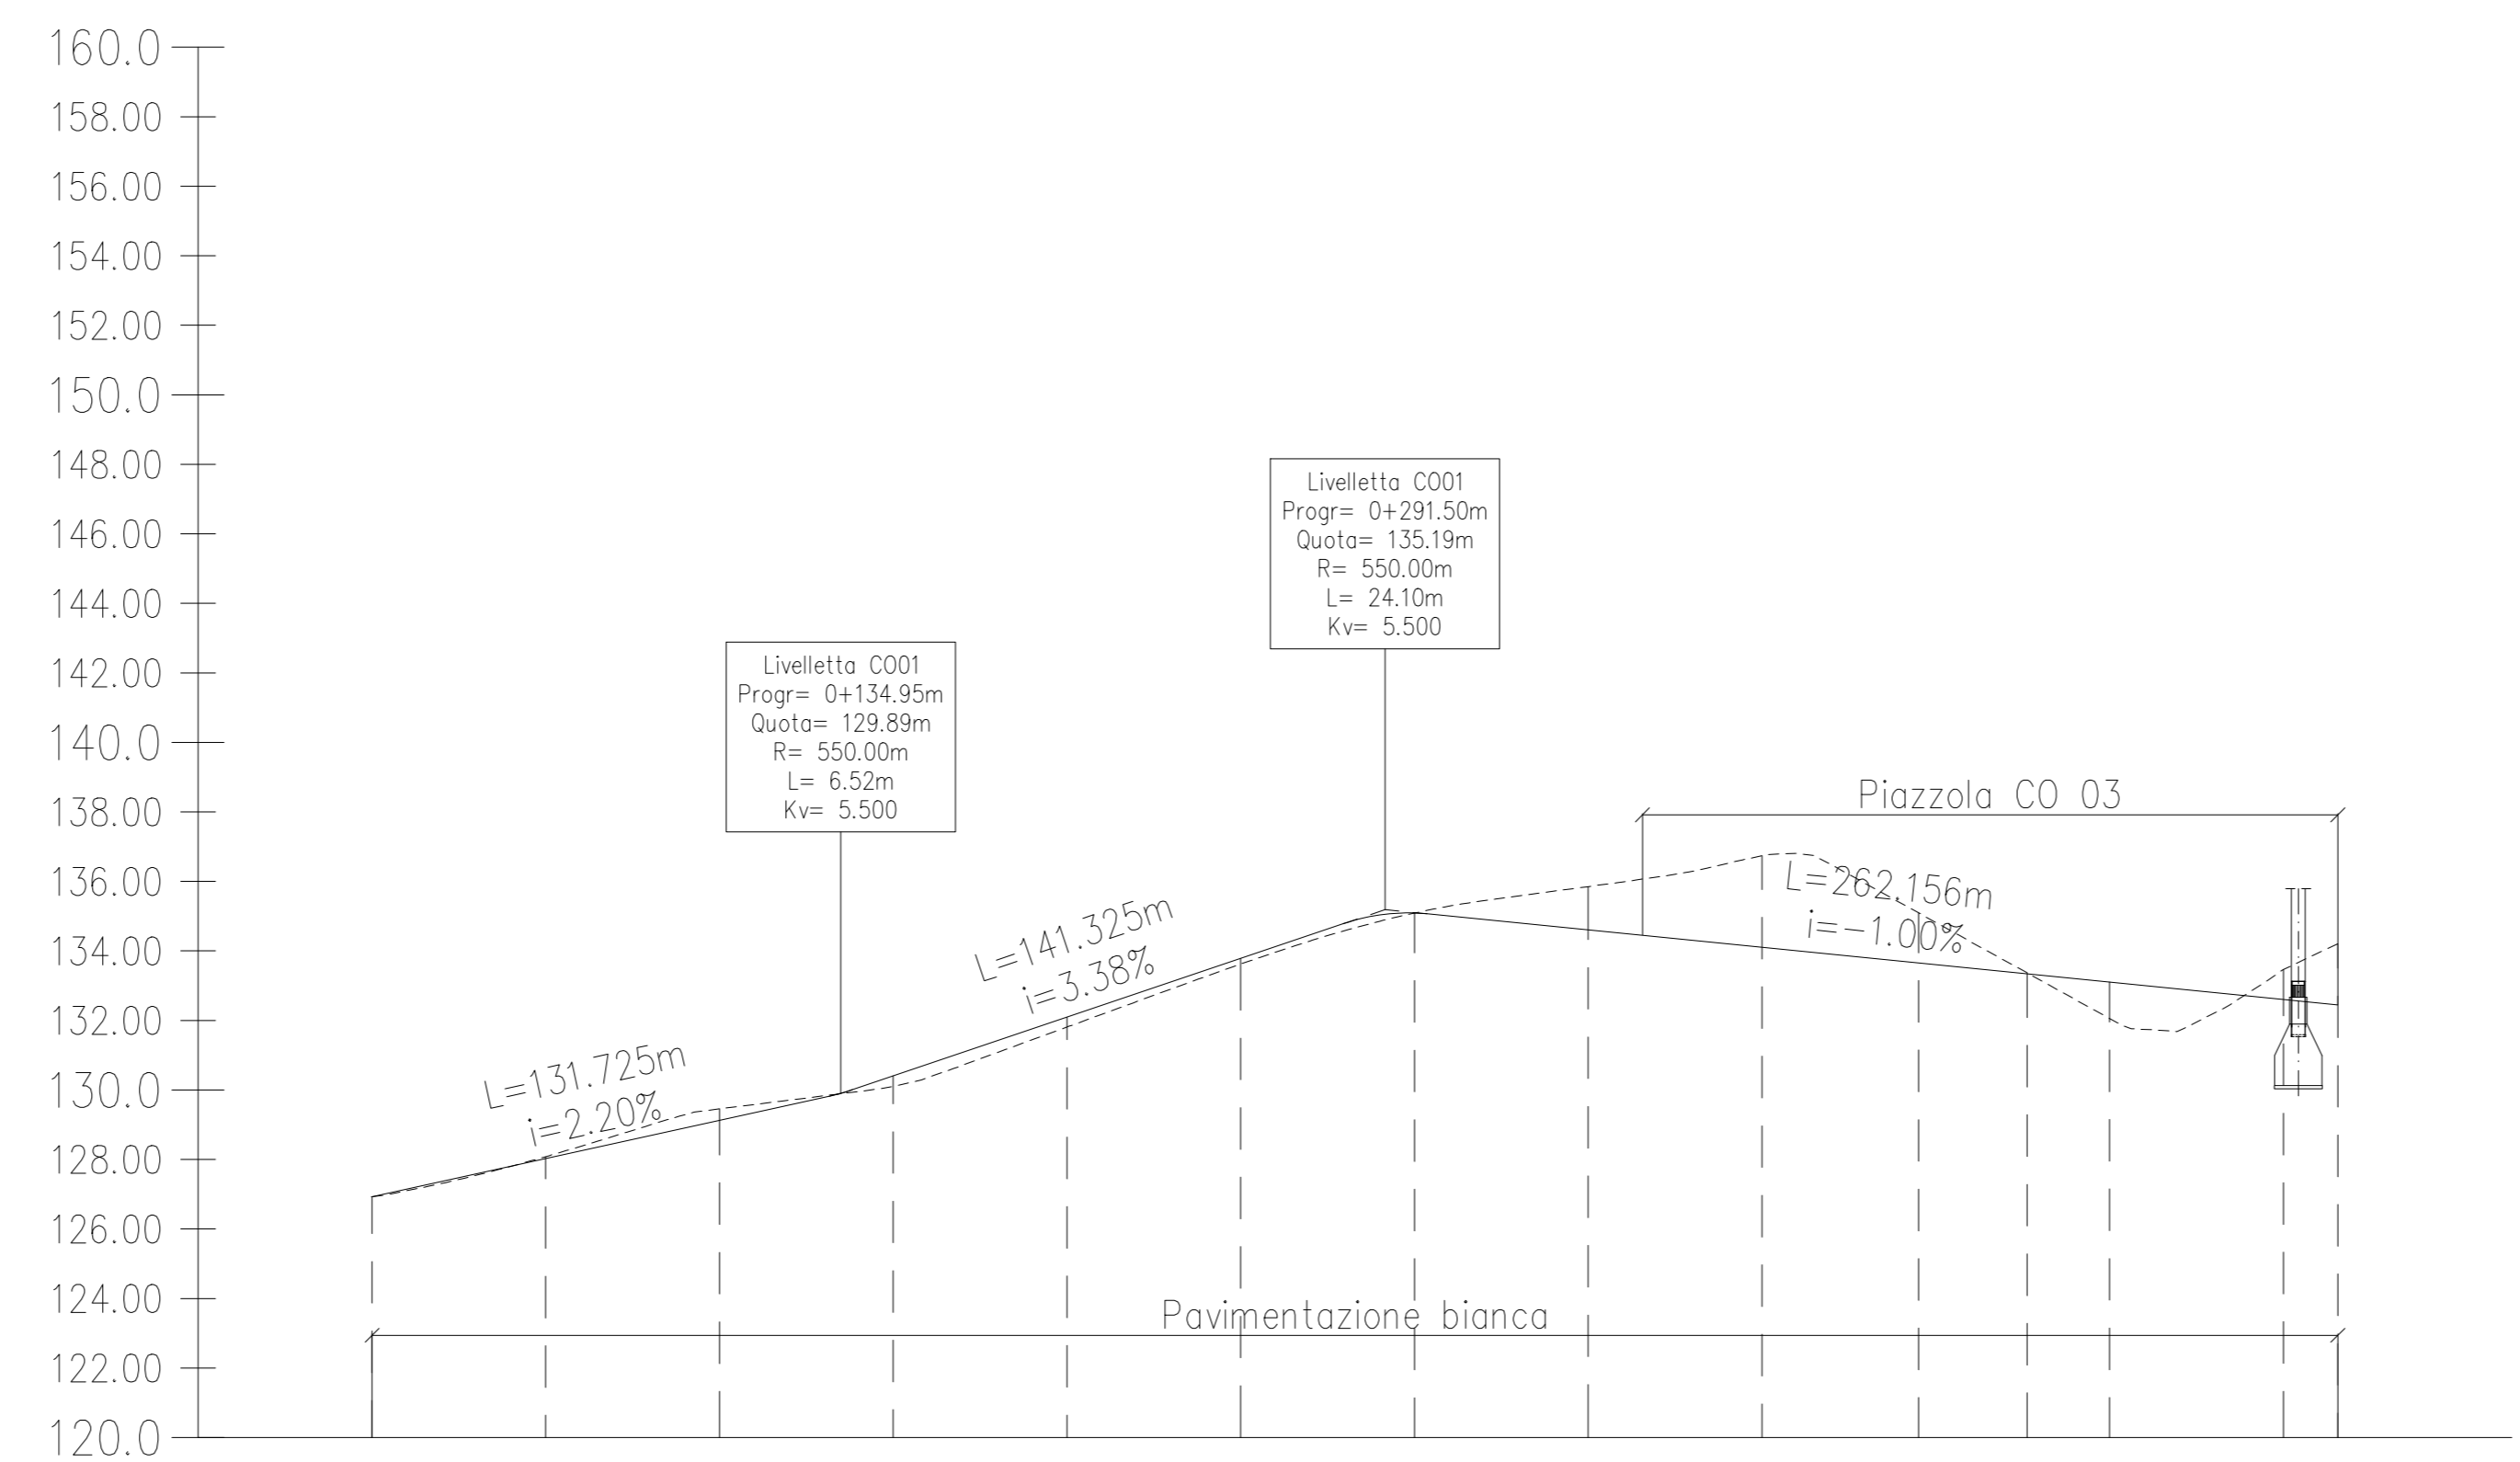 160.0
158.00
156.00
154.00
152.00
150.0
148.00
146.00
144.00
142.00
140.0
138.00
136.00
134.00
132.00
130.0
128.00
126.00
124.00
122.00
120.0
Livelletta CO01
Progr= 0+134.95m
Quota= 129.89m
R= 550.00m
L= 6.52m
Kv= 5.500
Livelletta CO01
Progr= 0+291.50m
Quota= 135.19m
R= 550.00m
L= 24.10m
Kv= 5.500
Piazzola CO 03
L=131.725m
i=2.20%
L=141.325m
i=3.38%
L=262.156m
i=-1.00%
Pavimentazione bianca